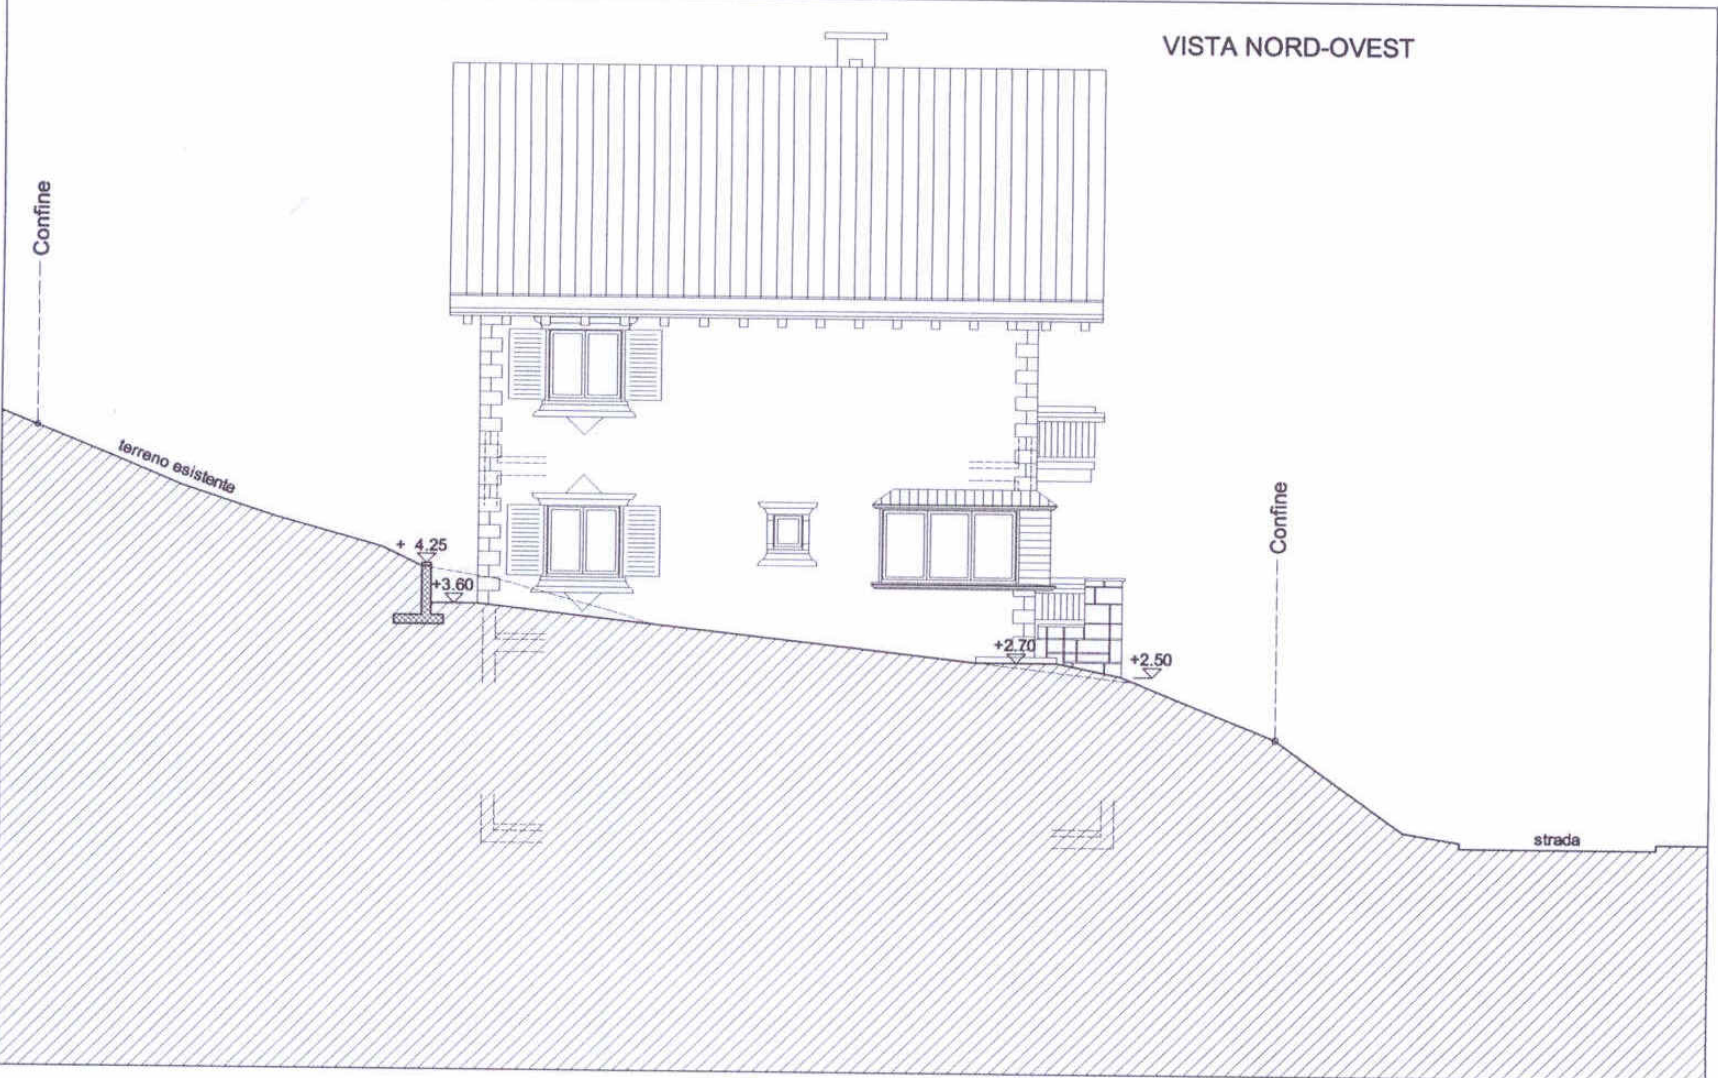 VISTA NORD-OVEST
Confine
terreno esistente
+ 4.25
+3.60
Confine
+2.70
+2.50
strada